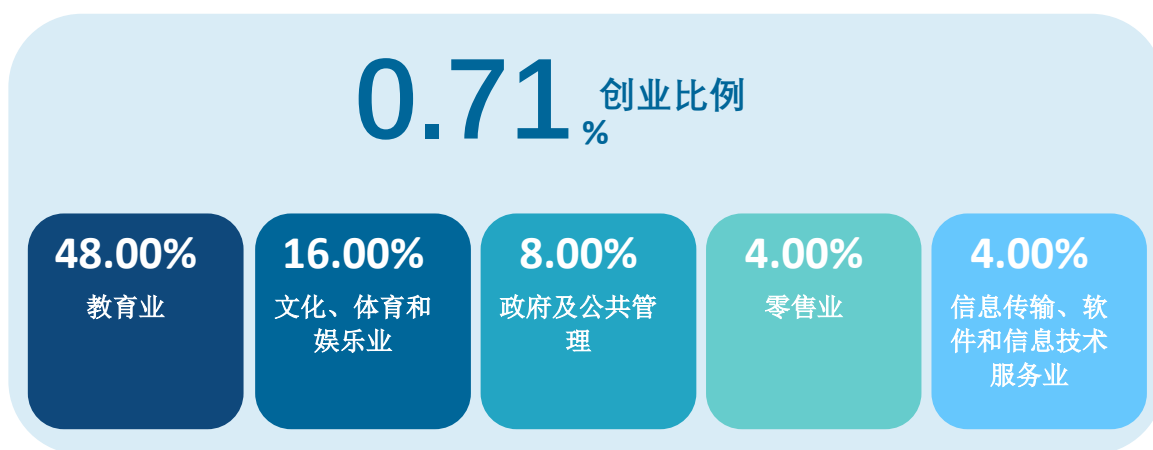 0.71% 创业比例
48.00%
教育业
16.00%
文化、体育和
娱乐业
8.00%
政府及公共管
理
4.00%
零售业
4.00%
信息传输、软
件和信息技术
服务业